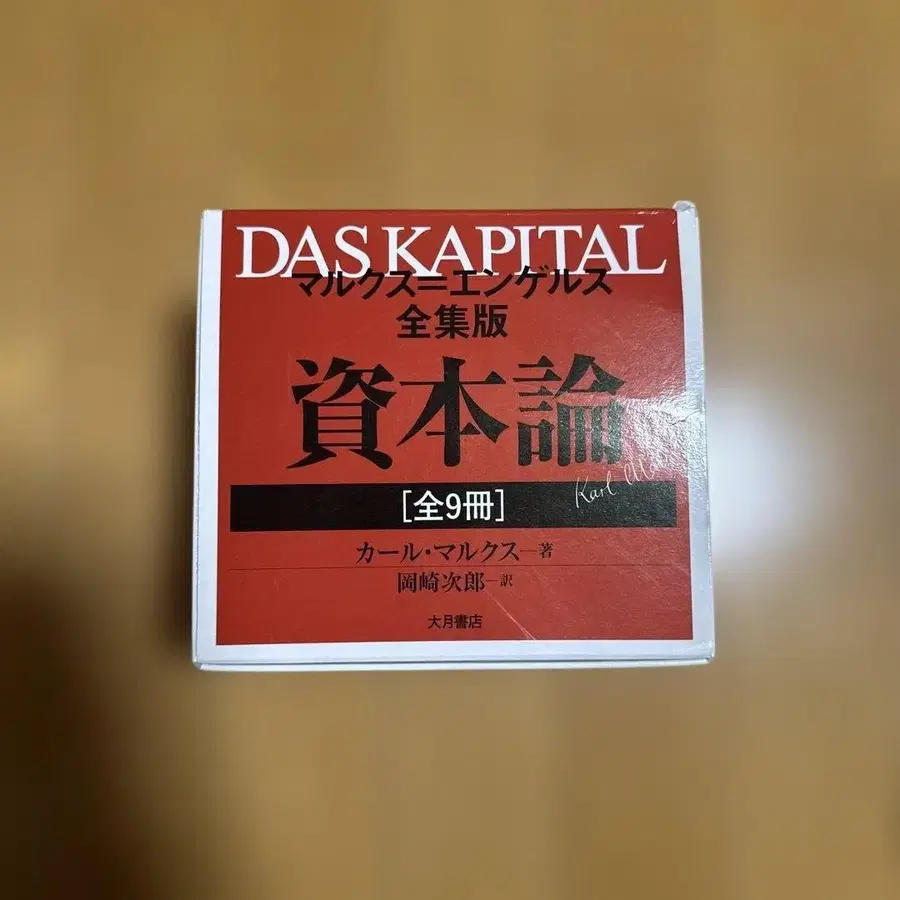 DAS KAPITAL
マルクス=エンゲルス
全集版
資本論
[全9冊]
Karl
カール・マルクス─著
岡崎次郎─訳
大月書店